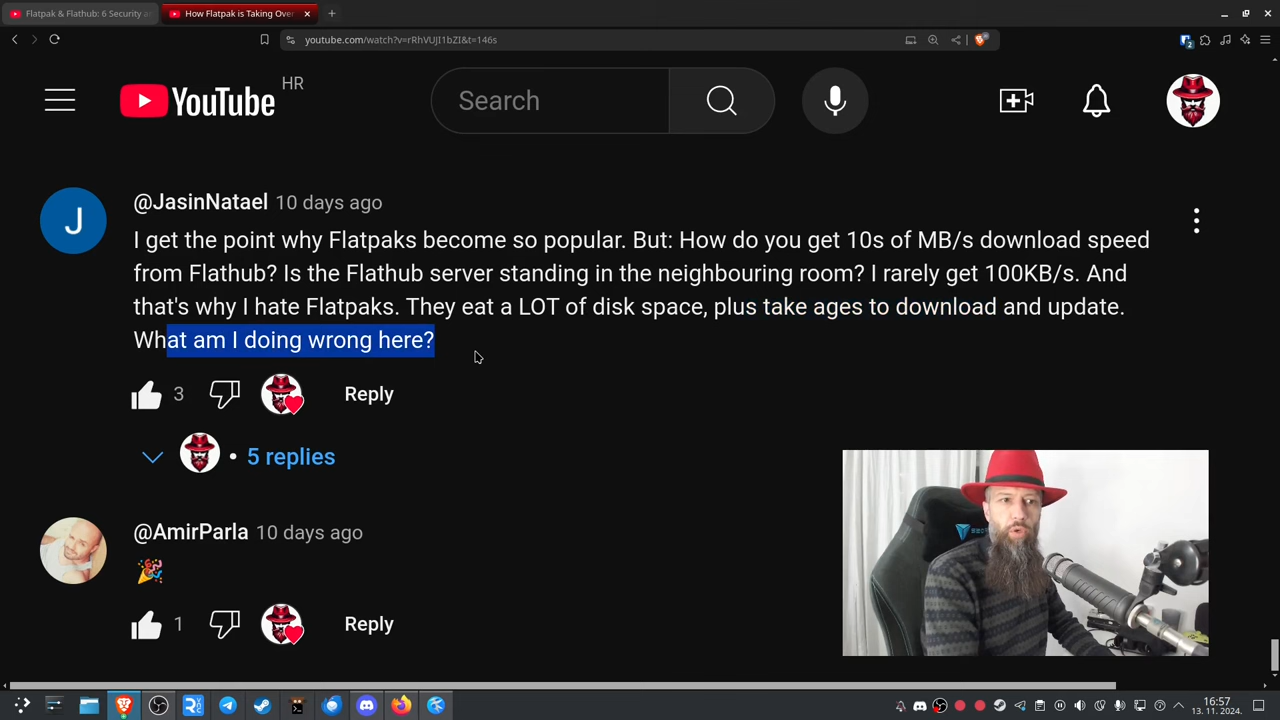 Flatpak & Flathub: 6 Security a
How Flatpak is Taking Over
youtube.com/watch?v=rRhVUJI1bZI&t=146s
YouTube
HR
Search
@JasinNatael 10 days ago
I get the point why Flatpaks become so popular. But: How do you get 10s of MB/s download speed
from Flathub? Is the Flathub server standing in the neighbouring room? I rarely get 100KB/s. And
that's why I hate Flatpaks. They eat a LOT of disk space, plus take ages to download and update.
What am I doing wrong here?
3
Reply
• 5 replies
@AmirParla 10 days ago
🎉
1
Reply
16:57
13. 11. 2024.